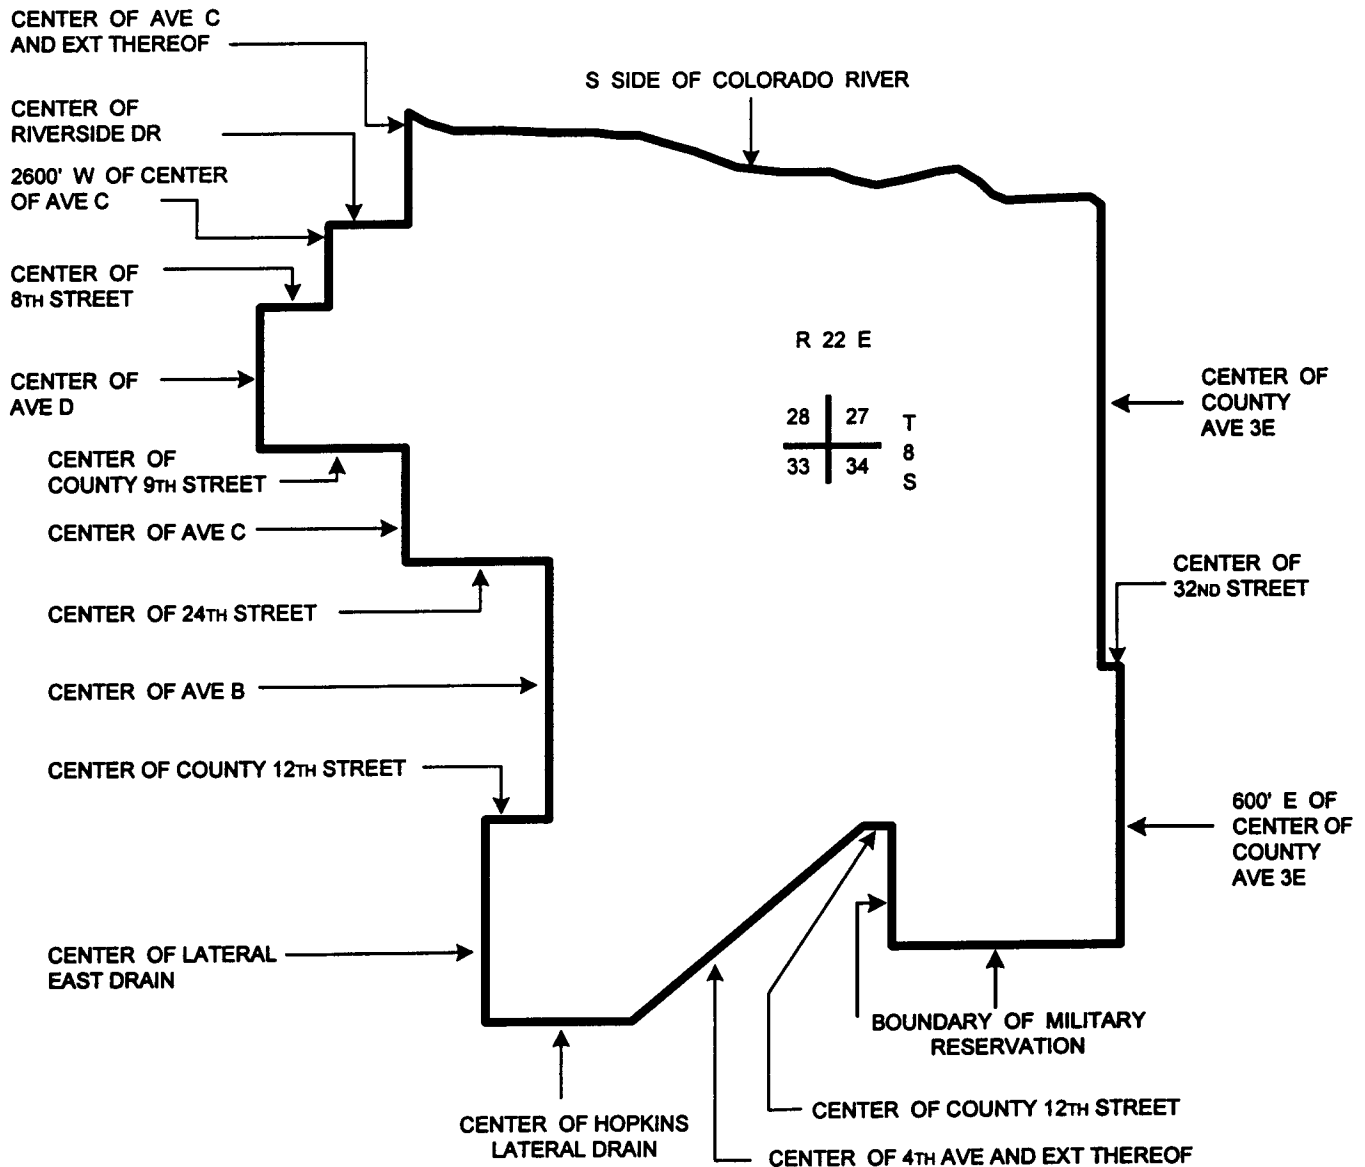 CENTER OF AVE C
AND EXT THEREOF
S SIDE OF COLORADO RIVER
CENTER OF
RIVERSIDE DR
2600' W OF CENTER
OF AVE C
CENTER OF
8TH STREET
R 22 E
CENTER OF
AVE D
CENTER OF
COUNTY
AVE 3E
28 27
33 34
T
8
S
CENTER OF
COUNTY 9TH STREET
CENTER OF AVE C
CENTER OF
32ND STREET
CENTER OF 24TH STREET
CENTER OF AVE B
CENTER OF COUNTY 12TH STREET
600' E OF
CENTER OF
COUNTY
AVE 3E
CENTER OF LATERAL
EAST DRAIN
BOUNDARY OF MILITARY
RESERVATION
CENTER OF HOPKINS
LATERAL DRAIN
CENTER OF COUNTY 12TH STREET
CENTER OF 4TH AVE AND EXT THEREOF